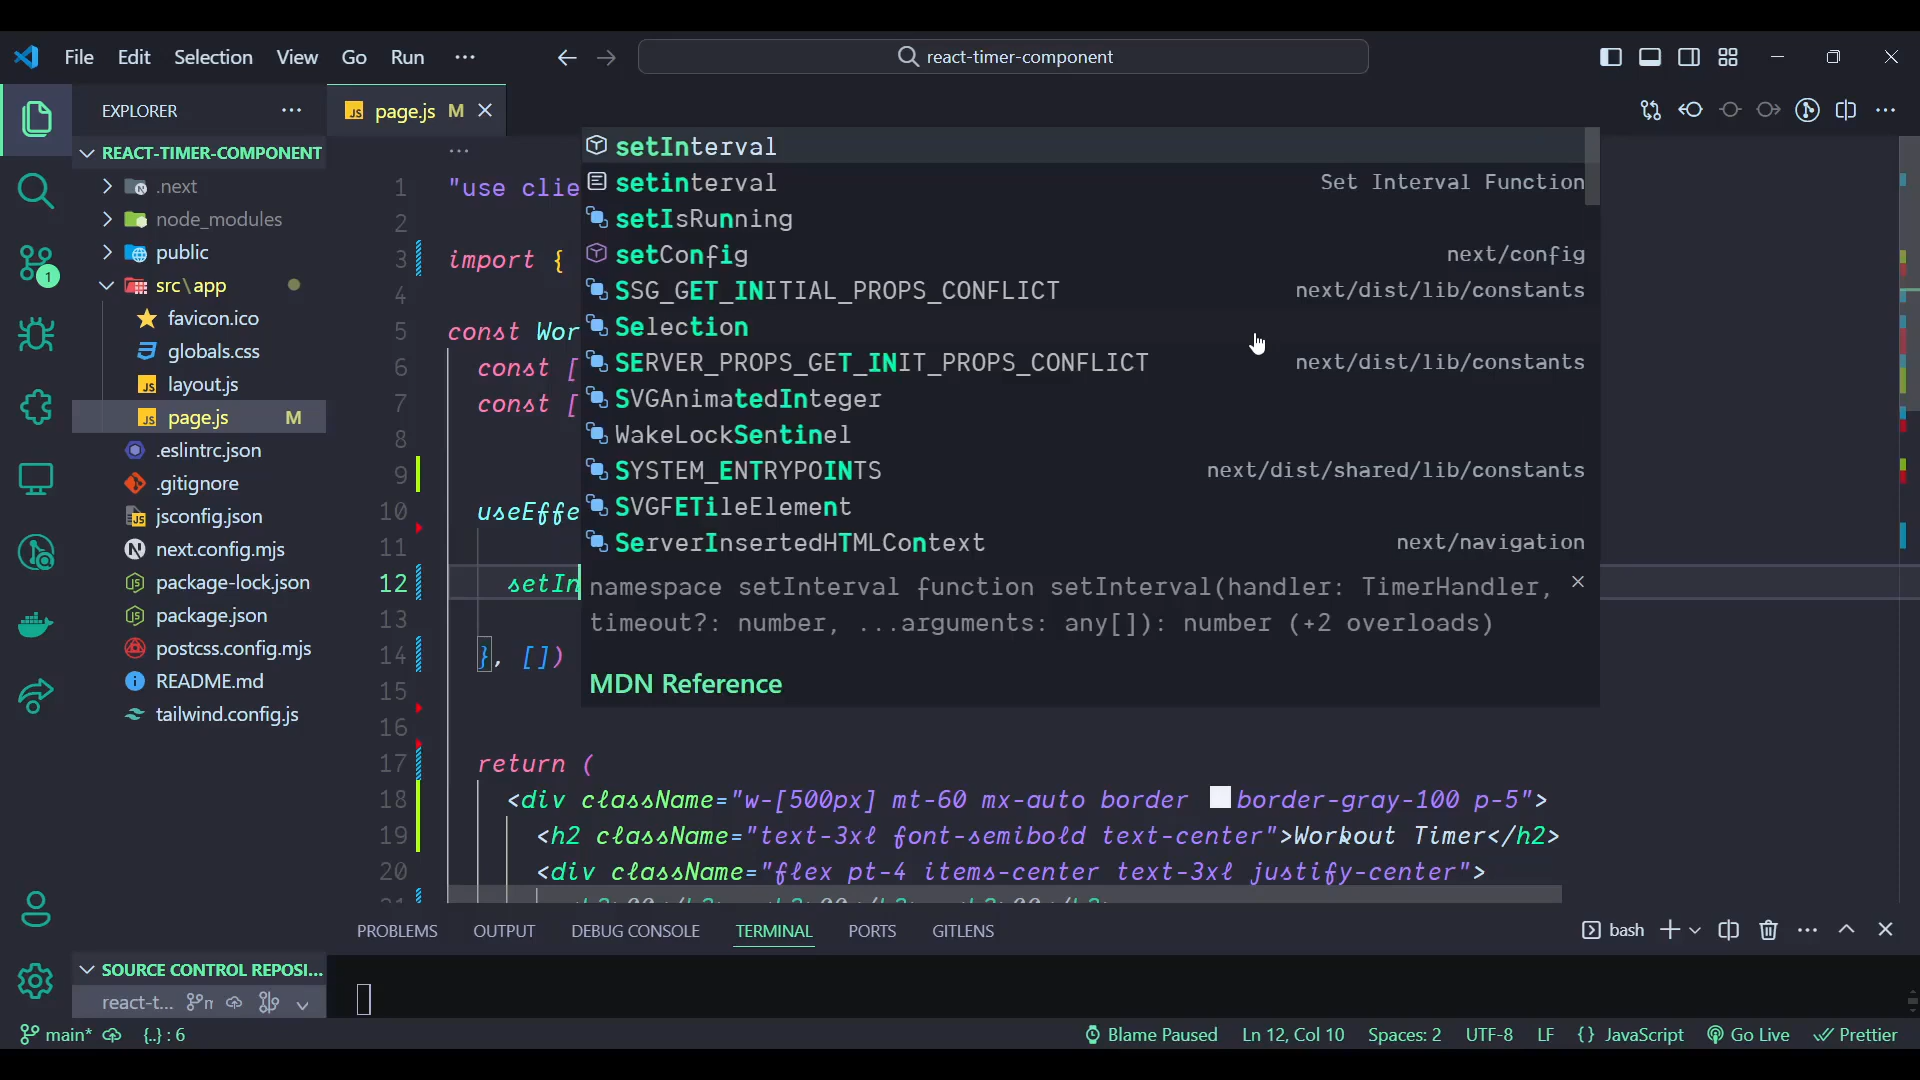 File Edit Selection View Go Run ···
react-timer-component
EXPLORER ···
page.js M
REACT-TIMER-COMPONENT
.next
node_modules
public
src\app
favicon.ico
globals.css
layout.js
page.js M
.eslintrc.json
.gitignore
jsconfig.json
next.config.mjs
package-lock.json
package.json
postcss.config.mjs
README.md
tailwind.config.js
SOURCE CONTROL REPOSI...
react-t...
1
...
1 "use clie
2
3 import {
4
5 const Wor
6 const [
7 const [
8
9
10 useEffe
11
12 setIn
13
14 }, [])
15
16
17 return (
18 <div className="w-[500px] mt-60 mx-auto border border-gray-100 p-5">
19 <h2 className="text-3xl font-semibold text-center">Workout Timer</h2>
20 <div className="flex pt-4 items-center text-3xl justify-center">
setInterval
setinterval Set Interval Function
setIsRunning
setConfig next/config
SSG_GET_INITIAL_PROPS_CONFLICT next/dist/lib/constants
Selection
SERVER_PROPS_GET_INIT_PROPS_CONFLICT next/dist/lib/constants
SVGAnimatedInteger
WakeLockSentinel
SYSTEM_ENTRYPOINTS next/dist/shared/lib/constants
SVGFETileElement
ServerInsertedHTMLContext next/navigation
namespace setInterval function setInterval(handler: TimerHandler,
timeout?: number, ...arguments: any[]): number (+2 overloads)
MDN Reference
PROBLEMS OUTPUT DEBUG CONSOLE TERMINAL PORTS GITLENS
bash
main* {..} : 6 Blame Paused Ln 12, Col 10 Spaces: 2 UTF-8 LF {} JavaScript Go Live Prettier